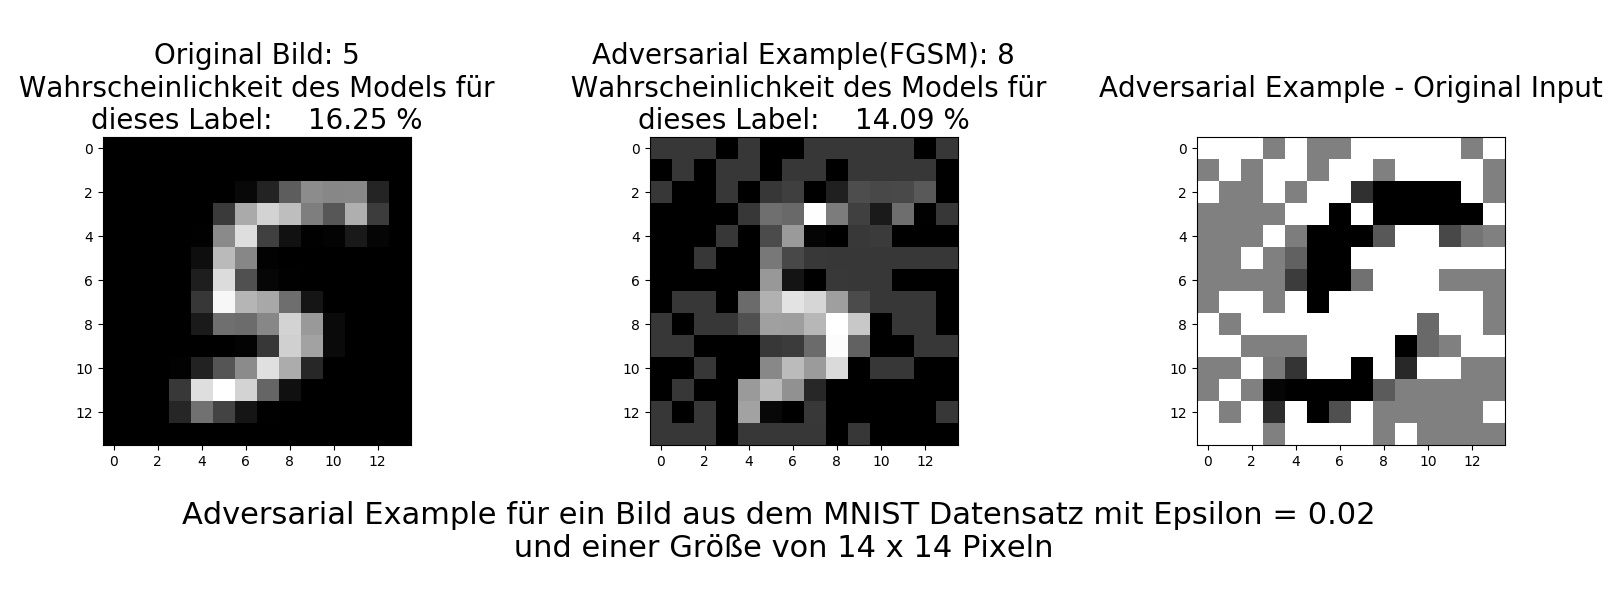 Original Bild: 5
Wahrscheinlichkeit des Models für
dieses Label:    16.25 %
0
2
4
6
8
10
12
0 2 4 6 8 10 12
Adversarial Example(FGSM): 8
Wahrscheinlichkeit des Models für
dieses Label:    14.09 %
0
2
4
6
8
10
12
0 2 4 6 8 10 12
Adversarial Example - Original Input
0
2
4
6
8
10
12
0 2 4 6 8 10 12
Adversarial Example für ein Bild aus dem MNIST Datensatz mit Epsilon = 0.02
und einer Größe von 14 x 14 Pixeln